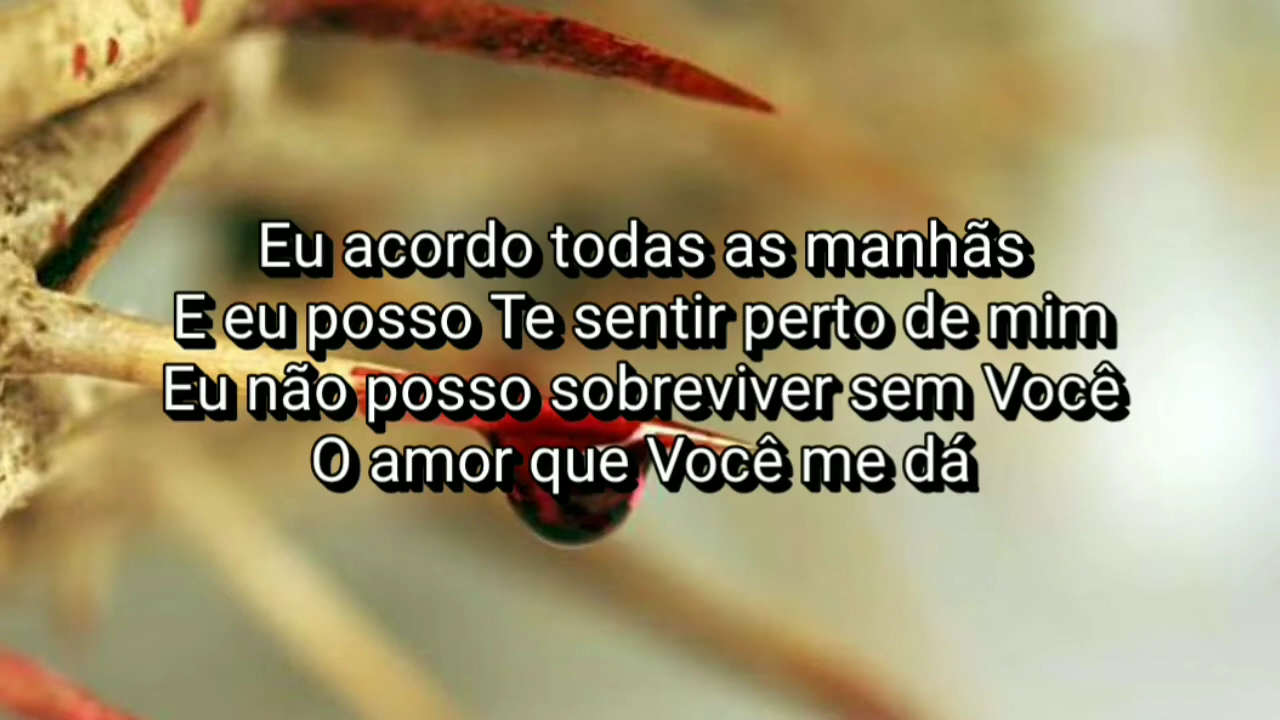 Eu acordo todas as manhãs
E eu posso Te sentir perto de mim
Eu não posso sobreviver sem Você
O amor que Você me dá